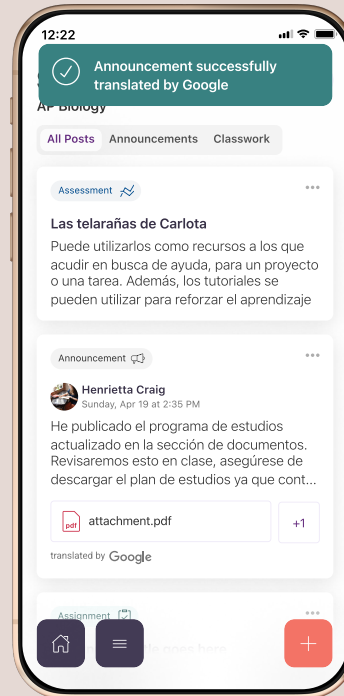 12:22
Announcement successfully
translated by Google
AP Biology
All Posts Announcements Classwork
Assessment
Las telarañas de Carlota
Puede utilizarlos como recursos a los que
acudir en busca de ayuda, para un proyecto
o una tarea. Además, los tutoriales se
pueden utilizar para reforzar el aprendizaje
Announcement
Henrietta Craig
Sunday, Apr 19 at 2:35 PM
He publicado el programa de estudios
actualizado en la sección de documentos.
Revisaremos esto en clase, asegúrese de
descargar el plan de estudios ya que cont...
pdf attachment.pdf +1
translated by Google
Assignment
goes here